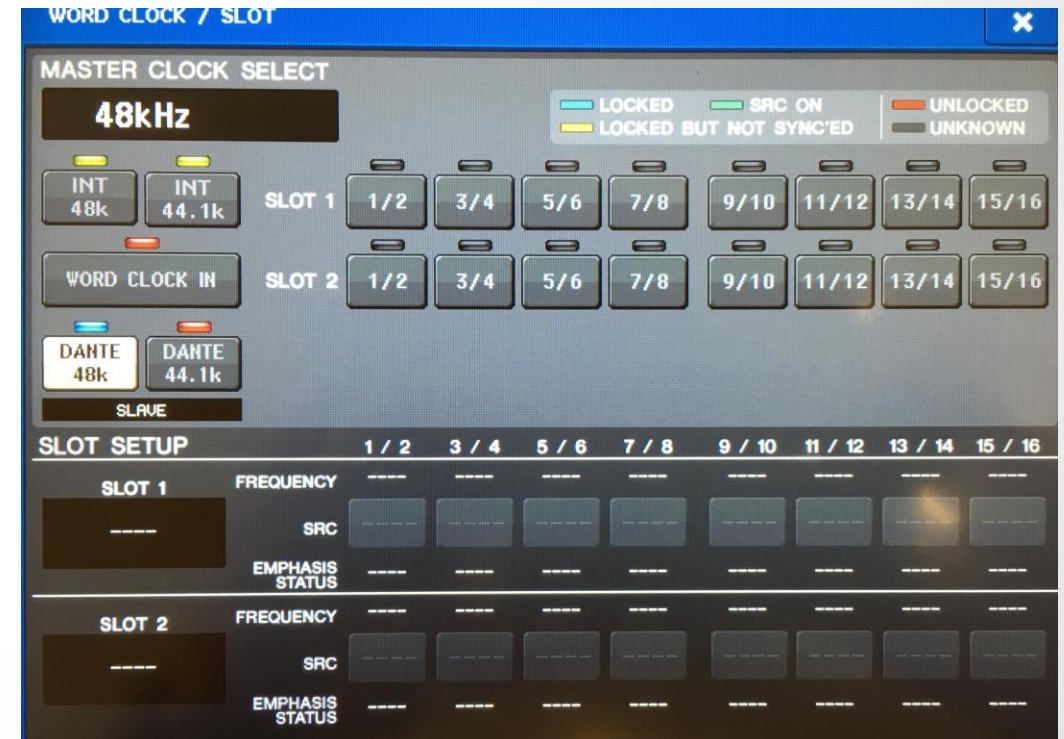 WORD CLOCK / SLOT
×
MASTER CLOCK SELECT
48kHz
LOCKED SRC ON UNLOCKED
LOCKED BUT NOT SYNC'ED UNKNOWN
INT 48k
INT 44.1k
SLOT 1 1/2 3/4 5/6 7/8 9/10 11/12 13/14 15/16
WORD CLOCK IN
SLOT 2 1/2 3/4 5/6 7/8 9/10 11/12 13/14 15/16
DANTE 48k
DANTE 44.1k
SLAVE
SLOT SETUP 1 / 2 3 / 4 5 / 6 7 / 8 9 / 10 11 / 12 13 / 14 15 / 16
SLOT 1
----
FREQUENCY ---- ---- ---- ---- ---- ---- ---- ----
SRC ---- ---- ---- ---- ---- ---- ---- ----
EMPHASIS STATUS ---- ---- ---- ---- ---- ---- ---- ----
SLOT 2
----
FREQUENCY ---- ---- ---- ---- ---- ---- ---- ----
SRC ---- ---- ---- ---- ---- ---- ---- ----
EMPHASIS STATUS ---- ---- ---- ---- ---- ---- ---- ----